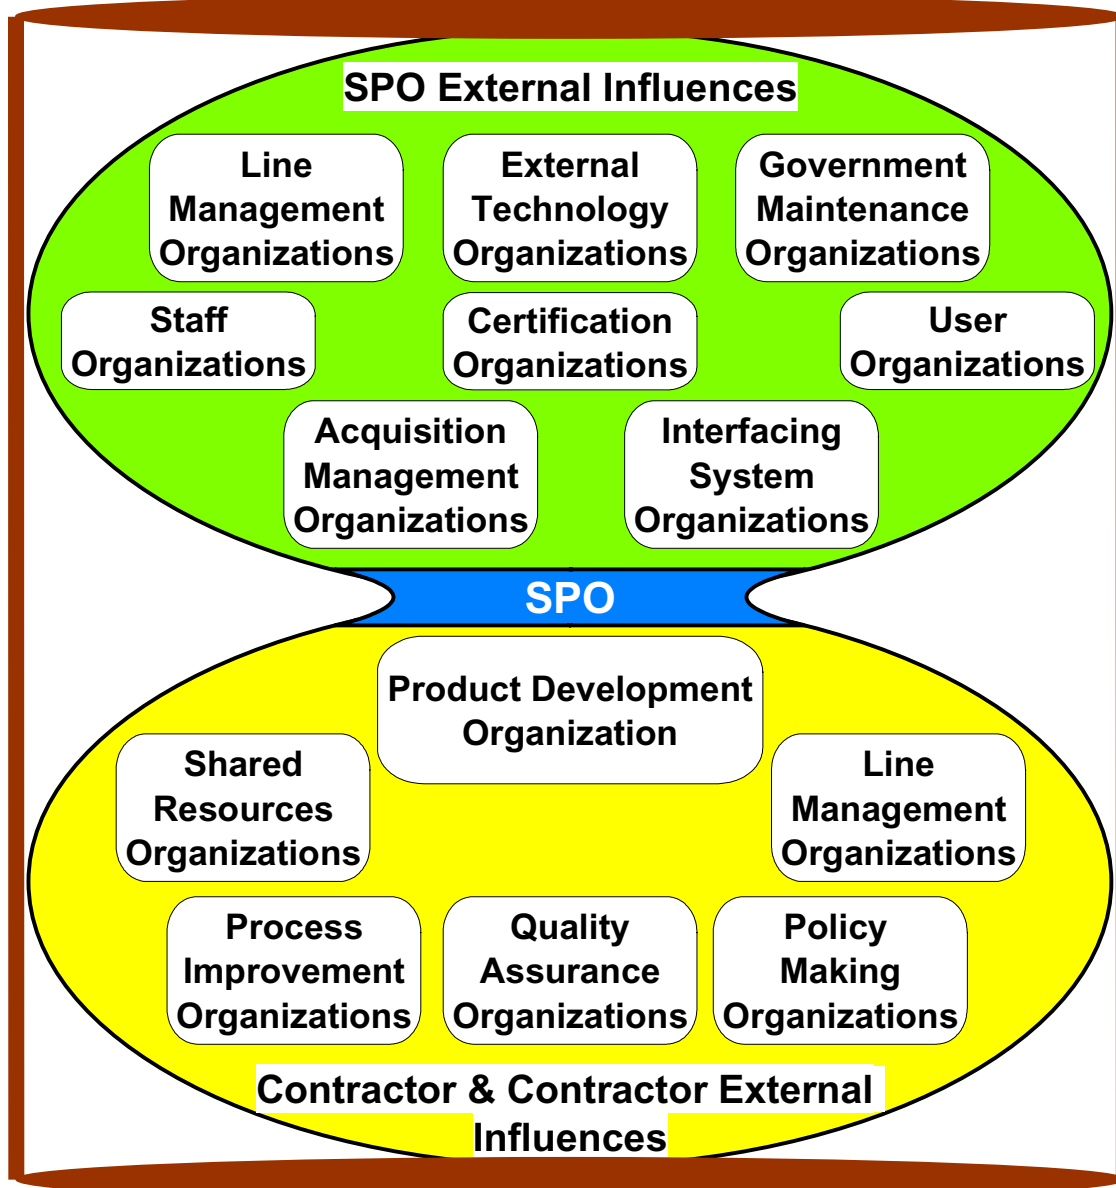 SPO External Influences
Line
Management
Organizations
External
Technology
Organizations
Government
Maintenance
Organizations
Staff
Organizations
Certification
Organizations
User
Organizations
Acquisition
Management
Organizations
Interfacing
System
Organizations
SPO
Product Development
Organization
Shared
Resources
Organizations
Line
Management
Organizations
Process
Improvement
Organizations
Quality
Assurance
Organizations
Policy
Making
Organizations
Contractor & Contractor External
Influences